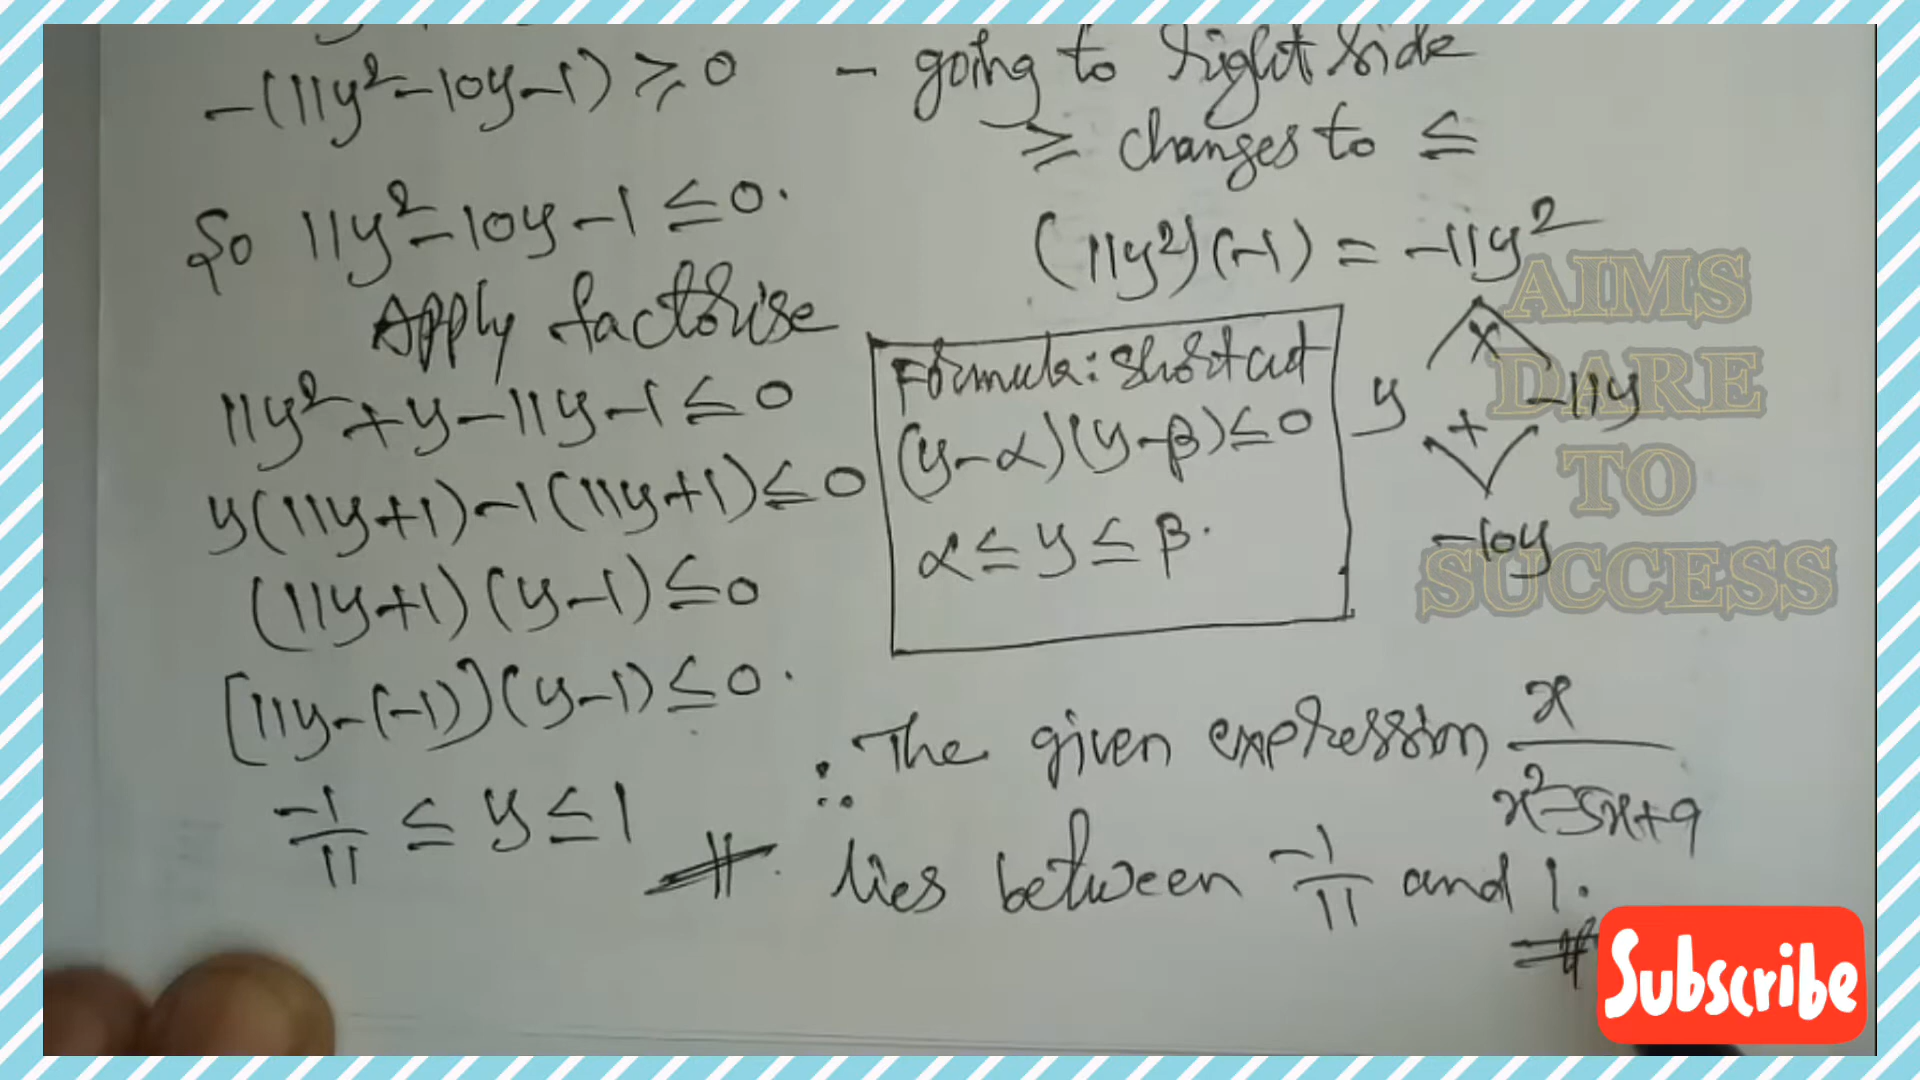 -(11y²-10y-1) ≥ 0 - going to right side
≥ changes to ≤
So 11y²-10y-1 ≤ 0.
(11y²)(-1) = -11y²
Apply factorise
11y²+y-11y-1 ≤ 0
y(11y+1)-1(11y+1) ≤ 0
(11y+1)(y-1) ≤ 0
[11y-(-1)](y-1) ≤ 0.
-1/11 ≤ y ≤ 1
Formula: Shortcut
(y-α)(y-β) ≤ 0
α ≤ y ≤ β.
×
y -11y
+
-10y
∴ The given expression x/x²-5x+9
lies between -1/11 and 1.
AIMS
DARE
TO
SUCCESS
Subscribe